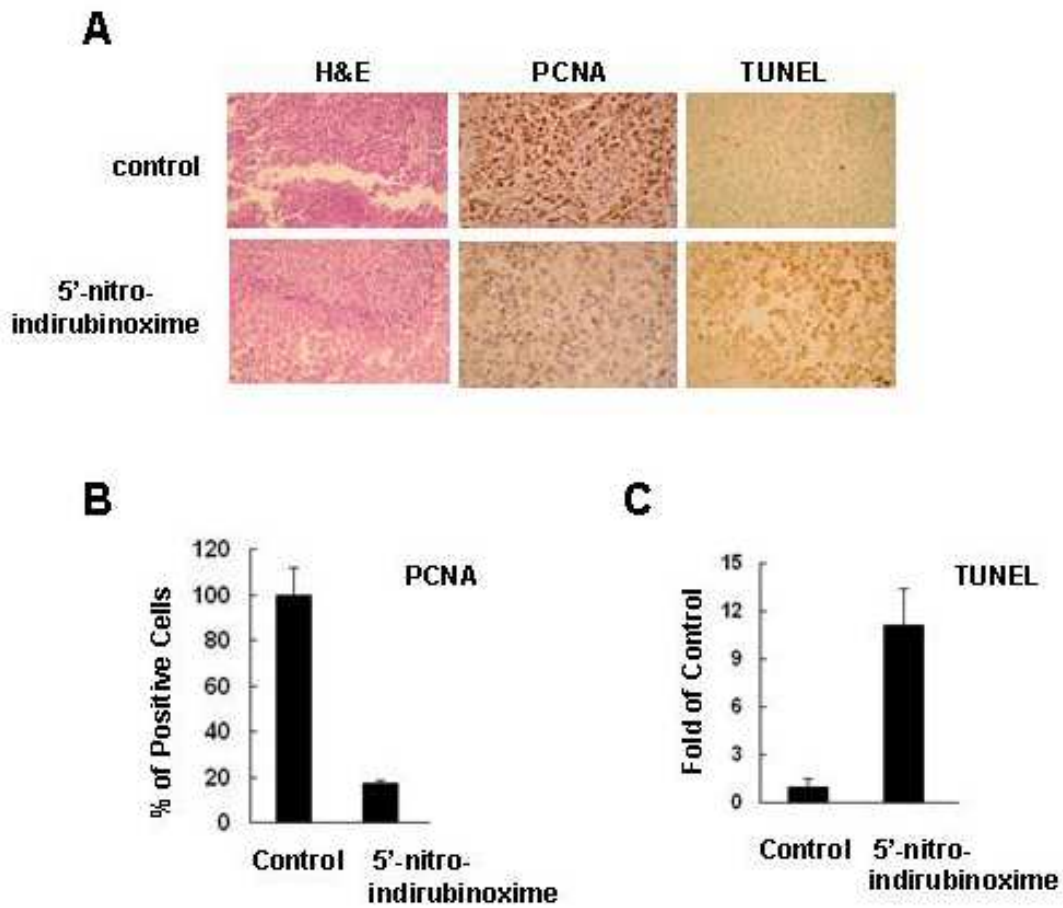 A
H&E PCNA TUNEL
control
5’-nitro-
indirubinoxime
B
120
100
80
60
40
20
0
% of Positive Cells
PCNA
Control 5’-nitro-
indirubinoxime
C
15
12
9
6
3
0
Fold of Control
TUNEL
Control 5’-nitro-
indirubinoxime